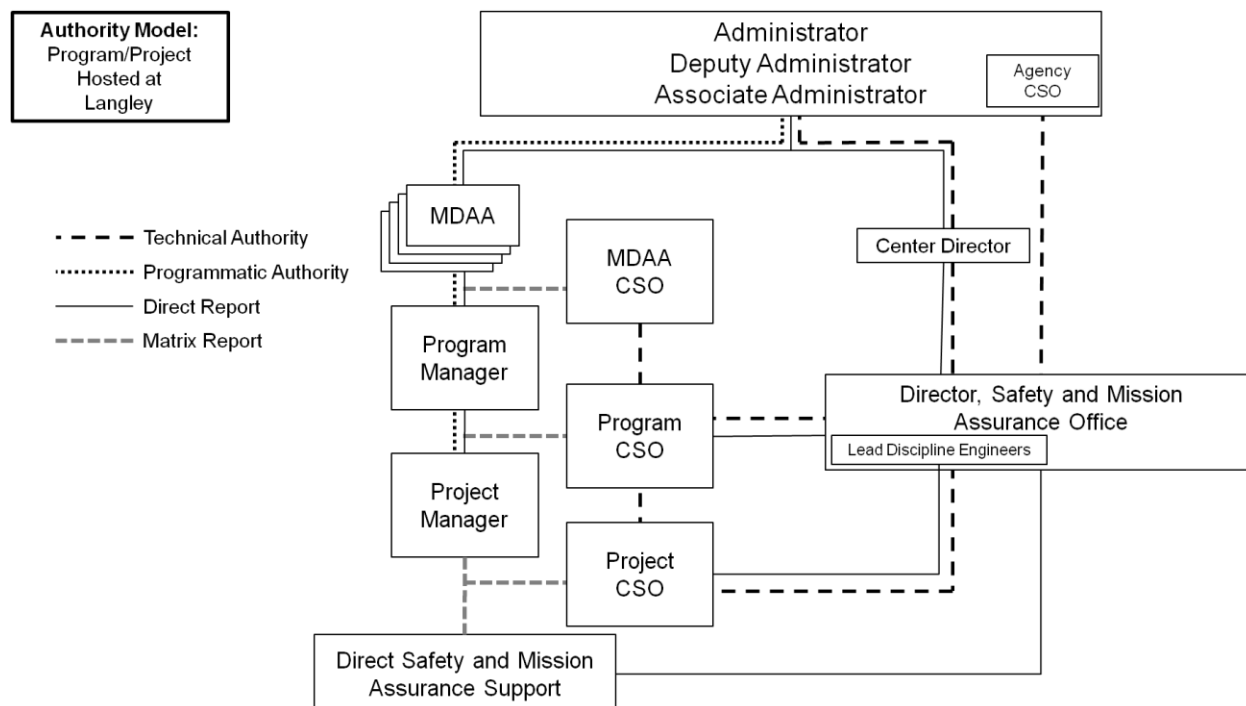 Authority Model:
Program/Project
Hosted at
Langley
Administrator
Deputy Administrator
Associate Administrator
Agency
CSO
MDAA
Technical Authority
Programmatic Authority
Direct Report
Matrix Report
MDAA
CSO
Center Director
Program
Manager
Program
CSO
Director, Safety and Mission
Assurance Office
Lead Discipline Engineers
Project
Manager
Project
CSO
Direct Safety and Mission
Assurance Support